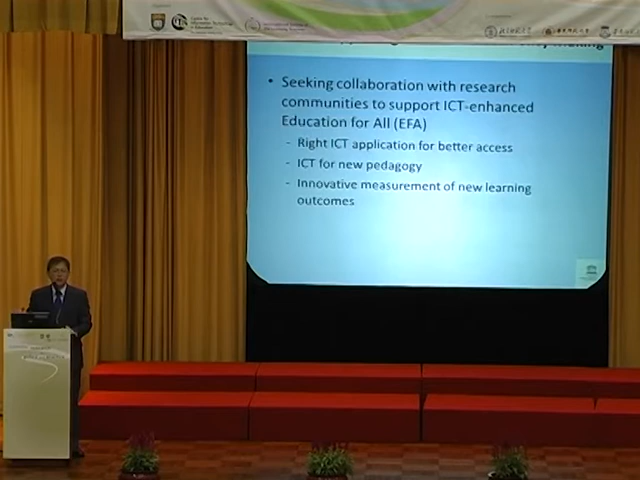 • Seeking collaboration with research
communities to support ICT-enhanced
Education for All (EFA)
- Right ICT application for better access
- ICT for new pedagogy
- Innovative measurement of new learning
outcomes